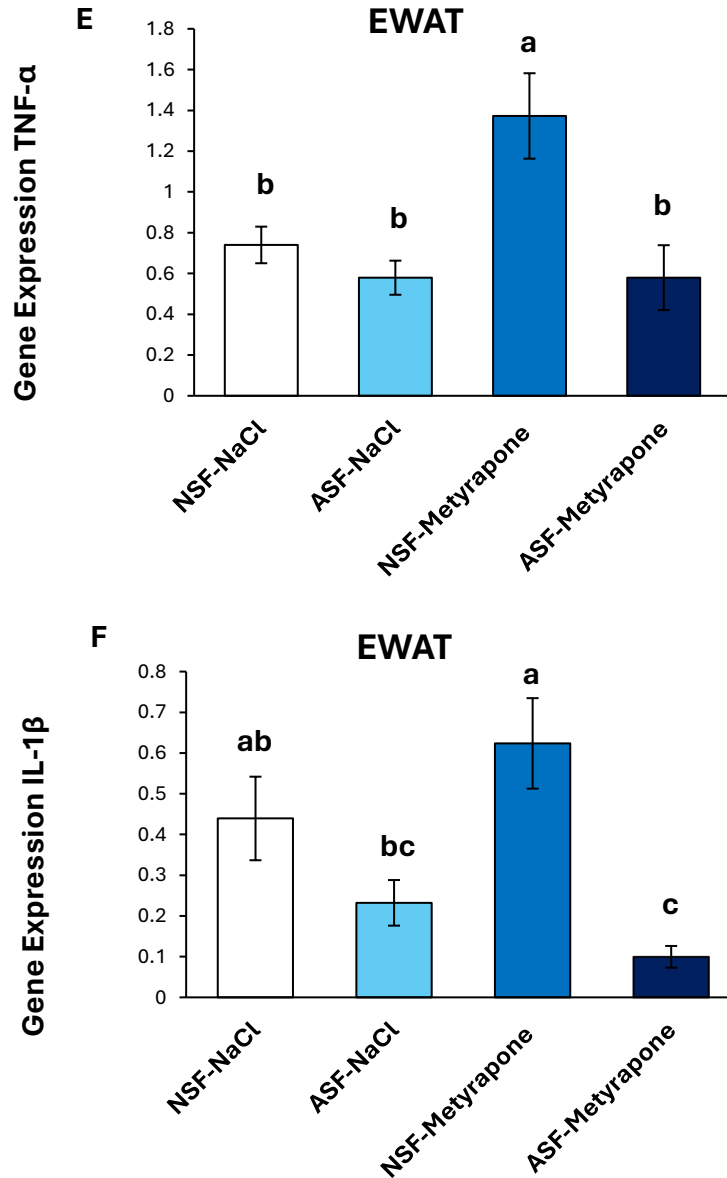 E
EWAT
Gene Expression TNF-α
1.8
1.6
1.4
1.2
1
0.8
0.6
0.4
0.2
0
b
b
a
b
NSF-NaCl
ASF-NaCl
NSF-Metyrapone
ASF-Metyrapone
F
EWAT
Gene Expression IL-1β
0.8
0.7
0.6
0.5
0.4
0.3
0.2
0.1
0
ab
bc
a
c
NSF-NaCl
ASF-NaCl
NSF-Metyrapone
ASF-Metyrapone